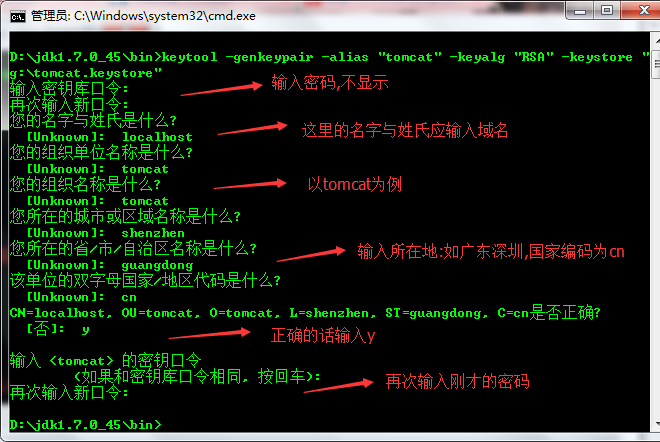 管理员: C:\Windows\system32\cmd.exe
D:\jdk1.7.0_45\bin>keytool -genkeypair -alias "tomcat" -keyalg "RSA" -keystore "
g:\tomcat.keystore"
输入密钥库口令:
输入密码,不显示
再次输入新口令:
您的名字与姓氏是什么?
[Unknown]: localhost
这里的名字与姓氏应输入域名
您的组织单位名称是什么?
[Unknown]: tomcat
您的组织名称是什么?
以tomcat为例
[Unknown]: tomcat
您所在的城市或区域名称是什么?
[Unknown]: shenzhen
您所在的省/市/自治区名称是什么?
输入所在地:如广东深圳,国家编码为cn
[Unknown]: guangdong
该单位的双字母国家/地区代码是什么?
[Unknown]: cn
CN=localhost, OU=tomcat, O=tomcat, L=shenzhen, ST=guangdong, C=cn是否正确?
[否]: y
正确的话输入y
输入 <tomcat> 的密钥口令
(如果和密钥库口令相同, 按回车):
再次输入刚才的密码
再次输入新口令:
D:\jdk1.7.0_45\bin>